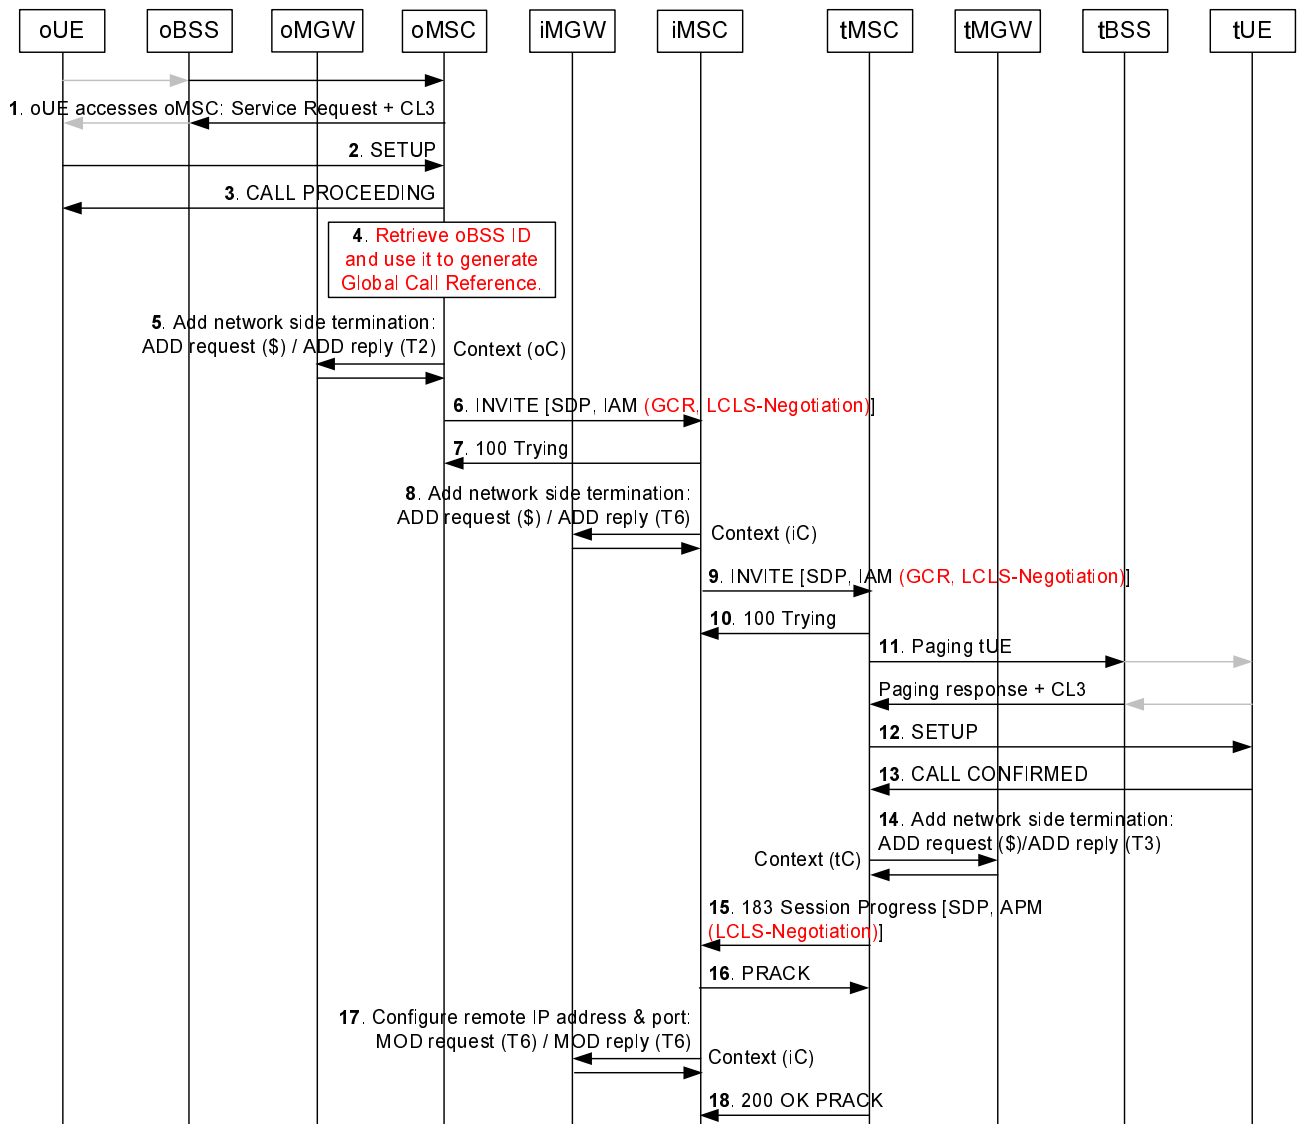 oUE oBSS oMGW oMSC iMGW iMSC tMSC tMGW tBSS tUE
1. oUE accesses oMSC: Service Request + CL3
2. SETUP
3. CALL PROCEEDING
4. Retrieve oBSS ID
and use it to generate
Global Call Reference.
5. Add network side termination:
ADD request ($) / ADD reply (T2)
Context (oC)
6. INVITE [SDP, IAM (GCR, LCLS-Negotiation)]
7. 100 Trying
8. Add network side termination:
ADD request ($) / ADD reply (T6)
Context (iC)
9. INVITE [SDP, IAM (GCR, LCLS-Negotiation)]
10. 100 Trying
11. Paging tUE
Paging response + CL3
12. SETUP
13. CALL CONFIRMED
14. Add network side termination:
ADD request ($)/ADD reply (T3)
Context (tC)
15. 183 Session Progress [SDP, APM
(LCLS-Negotiation)]
16. PRACK
17. Configure remote IP address & port:
MOD request (T6) / MOD reply (T6)
Context (iC)
18. 200 OK PRACK